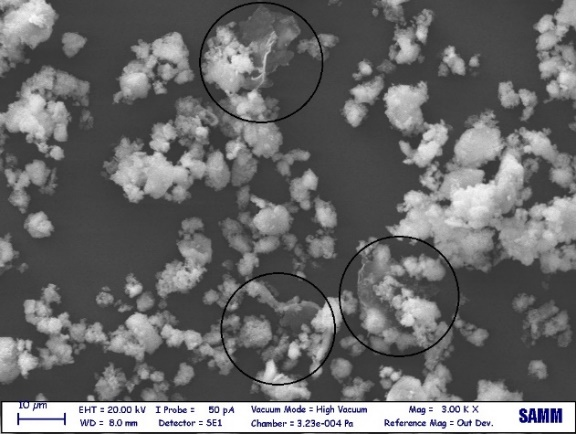 10 µm
EHT = 20.00 kV I Probe = 50 pA Vacuum Mode = High Vacuum Mag = 3.00 K X SAMM
WD = 8.0 mm Detector = SE1 Chamber = 3.23e-004 Pa Reference Mag = Out Dev.